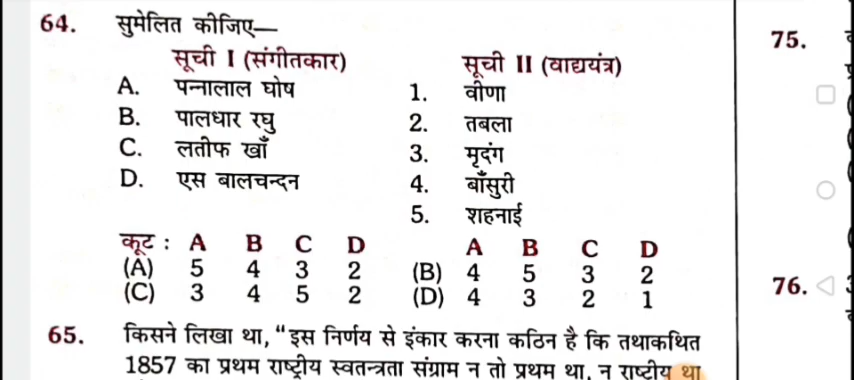 64. सुमेलित कीजिए—
सूची I (संगीतकार) सूची II (वाद्ययंत्र)
A. पन्नालाल घोष 1. वीणा
B. पालधार रघु 2. तबला
C. लतीफ खाँ 3. मृदंग
D. एस बालचन्दन 4. बाँसुरी
5. शहनाई
कूट : A B C D A B C D
(A) 5 4 3 2 (B) 4 5 3 2
(C) 3 4 5 2 (D) 4 3 2 1
65. किसने लिखा था, “इस निर्णय से इंकार करना कठिन है कि तथाकथित
1857 का प्रथम राष्ट्रीय स्वतन्त्रता संग्राम न तो प्रथम था, न राष्ट्रीय था
75.
76.